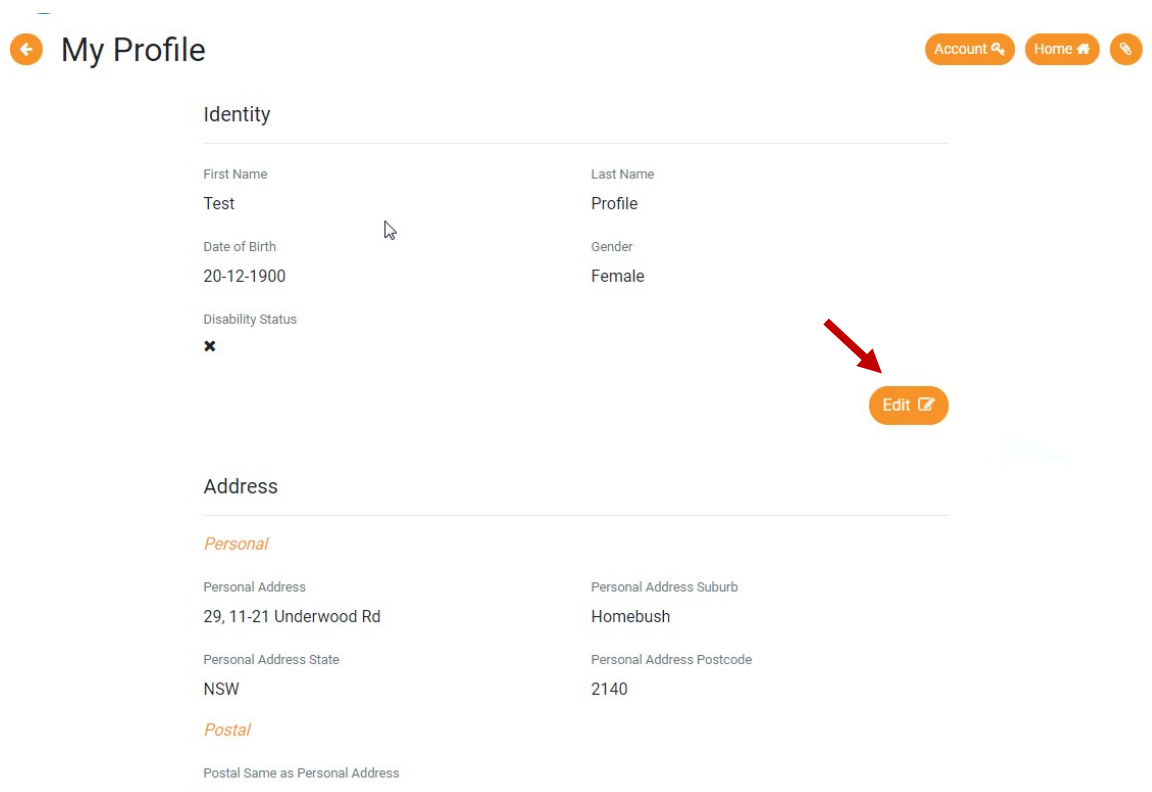 My Profile
Account Home
Identity
First Name Last Name
Test Profile
Date of Birth Gender
20-12-1900 Female
Disability Status
Edit
Address
Personal
Personal Address Personal Address Suburb
29, 11-21 Underwood Rd Homebush
Personal Address State Personal Address Postcode
NSW 2140
Postal
Postal Same as Personal Address